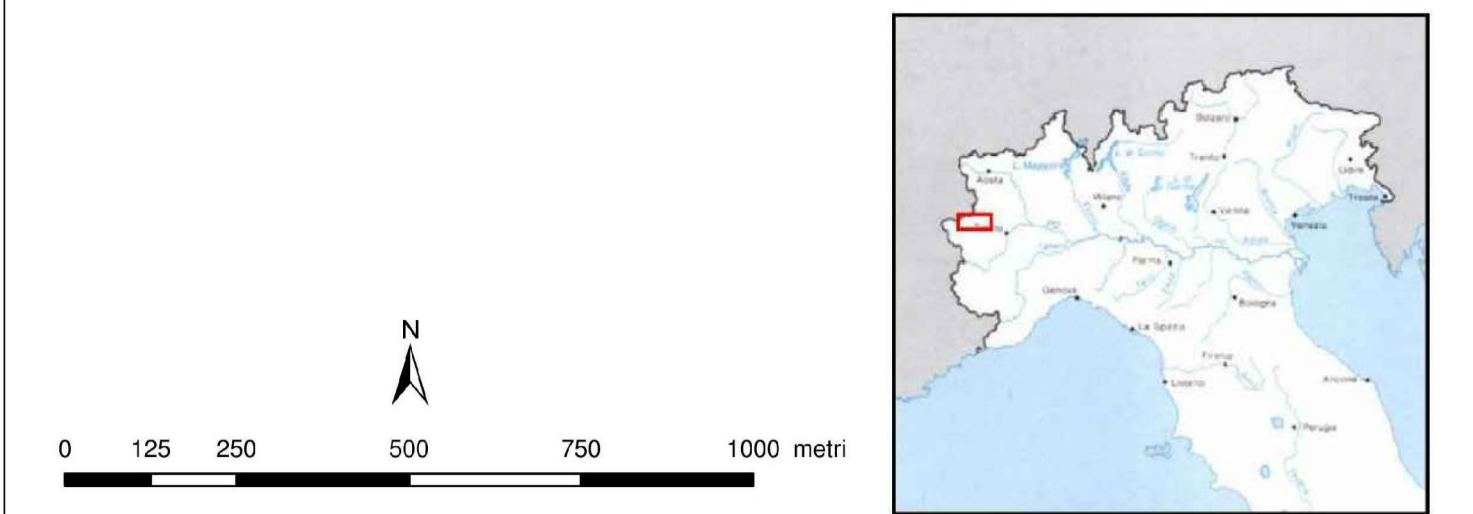 N
0 125 250 500 750 1000 metri
Bolzano
L. di Como
Trento
L. Maggiore
Aosta
Udine
Milano
Trieste
Verona
Venezia
Parma
Genova
Bologna
La Spezia
Firenze
Livorno
Ancona
Perugia